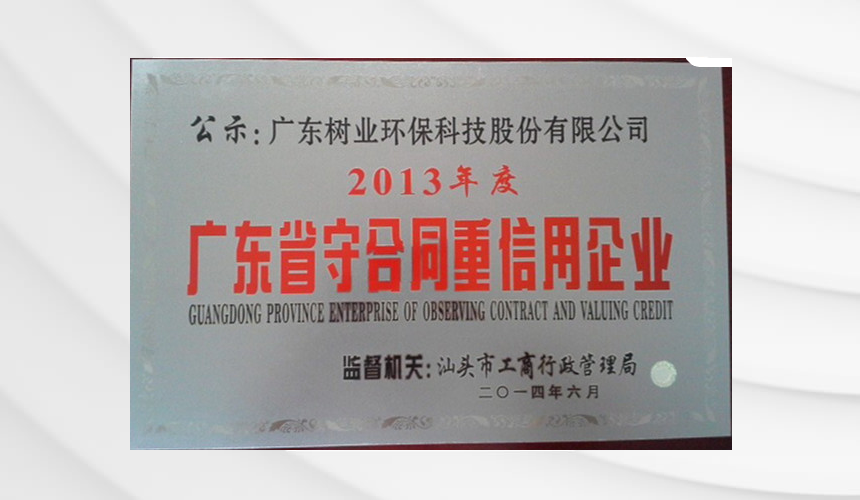 公示：广东树业环保科技股份有限公司
2013年度
广东省守合同重信用企业
GUANGDONG PROVINCE ENTERPRISE OF OBSERVING CONTRACT AND VALUING CREDIT
监督机关：汕头市工商行政管理局
二〇一四年六月